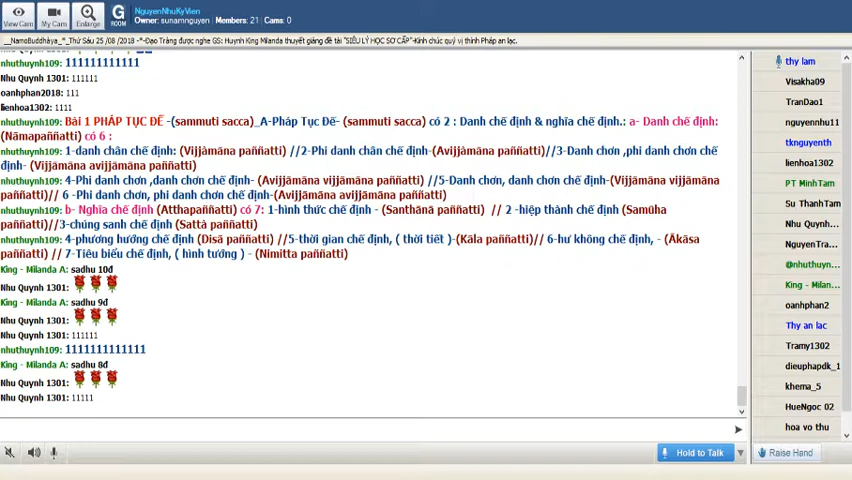 NguyenNhuKyVien
Owner: sunamnguyen | Members: 21 | Cams: 0
View Cam
My Cam
Enlarge
G
ROOM
__NamoBuddhàya_*_Thứ Sáu 25 /08 /2018 -*-Đạo Tràng được nghe GS: Huynh King Milanda thuyết giảng đề tài "SIÊU LÝ HỌC SƠ CẤP"-Kính chúc quý vị thính Pháp an lạc.
nhuthuynh109: 111111111111
Nhu Quynh 1301: 111111
oanhphan2018: 111
lienhoa1302: 1111
nhuthuynh109: Bài 1 PHÁP TỤC ĐẾ -(sammuti sacca)_A-Pháp Tục Đế- (sammuti sacca) có 2 : Danh chế định & nghĩa chế định.: a- Danh chế định:
(Nāmapaññatti) có 6 :
nhuthuynh109: 1-danh chân chế định: (Vijjàmāna paññatti) //2-Phi danh chân chế định-(Avijjàmāna paññatti)//3-Danh chơn ,phi danh chơn chế
định- (Vijjāmāna avijjāmāna paññatti)
nhuthuynh109: 4-Phi danh chơn ,danh chơn chế định- (Avijjāmāna vijjāmāna paññatti) //5-Danh chơn, danh chơn chế định-(Vijjāmāna vijjāmāna
paññatti)// 6 -Phi danh chơn, phi danh chơn chế định-(Avijjāmāna avijjāmāna paññatti)
nhuthuynh109: b- Nghĩa chế định (Atthapaññatti) có 7: 1-hình thức chế định - (Santhānā paññatti) // 2 -hiệp thành chế định (Samūha
paññatti)//3-chúng sanh chế định (Sattà paññatti)
nhuthuynh109: 4-phương hướng chế định (Disā paññatti) //5-thời gian chế định, ( thời tiết ) -(Kāla paññatti)// 6-hư không chế định, - (Ākāsa
paññatti) // 7-Tiêu biểu chế định, ( hình tướng ) - (Nimitta paññatti)
King - Milanda A: sadhu 10đ
Nhu Quynh 1301:
King - Milanda A: sadhu 9đ
Nhu Quynh 1301:
Nhu Quynh 1301: 111111
nhuthuynh109: 1111111111111
King - Milanda A: sadhu 8đ
Nhu Quynh 1301:
Nhu Quynh 1301: 11111
thy lam
Visakha09
TranDao1
nguyennhu11
tknguyenth
lienhoa1302
PT MinhTam
Su ThanhTam
Nhu Quynh...
NguyenTra...
@nhuthuyn...
King - Milan...
oanhphan2
Thy an lac
Tramy1302
dieuphapdk_1
khema_5
HueNgoc 02
hoa vo thu
Hold to Talk
Raise Hand